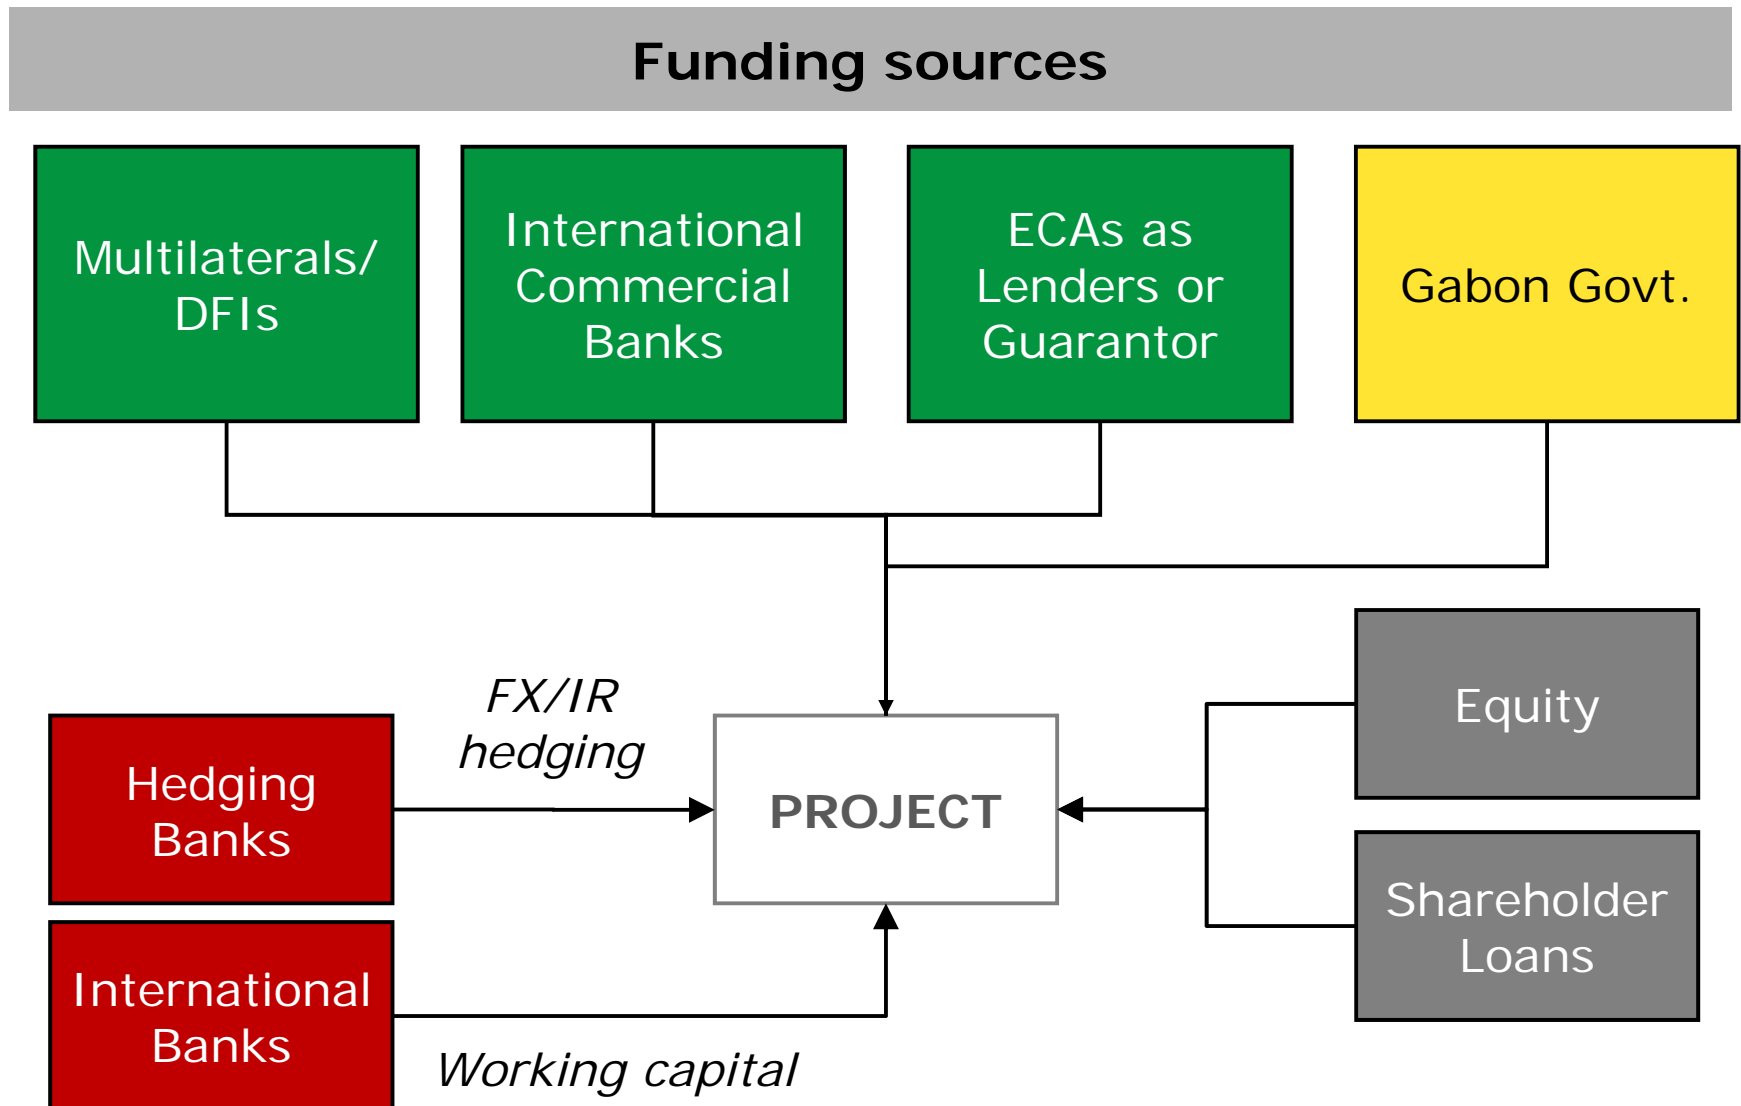 Funding sources
Multilaterals/
DFIs
International
Commercial
Banks
ECAs as
Lenders or
Guarantor
Gabon Govt.
FX/IR
hedging
Hedging
Banks
PROJECT
Equity
Shareholder
Loans
International
Banks
Working capital